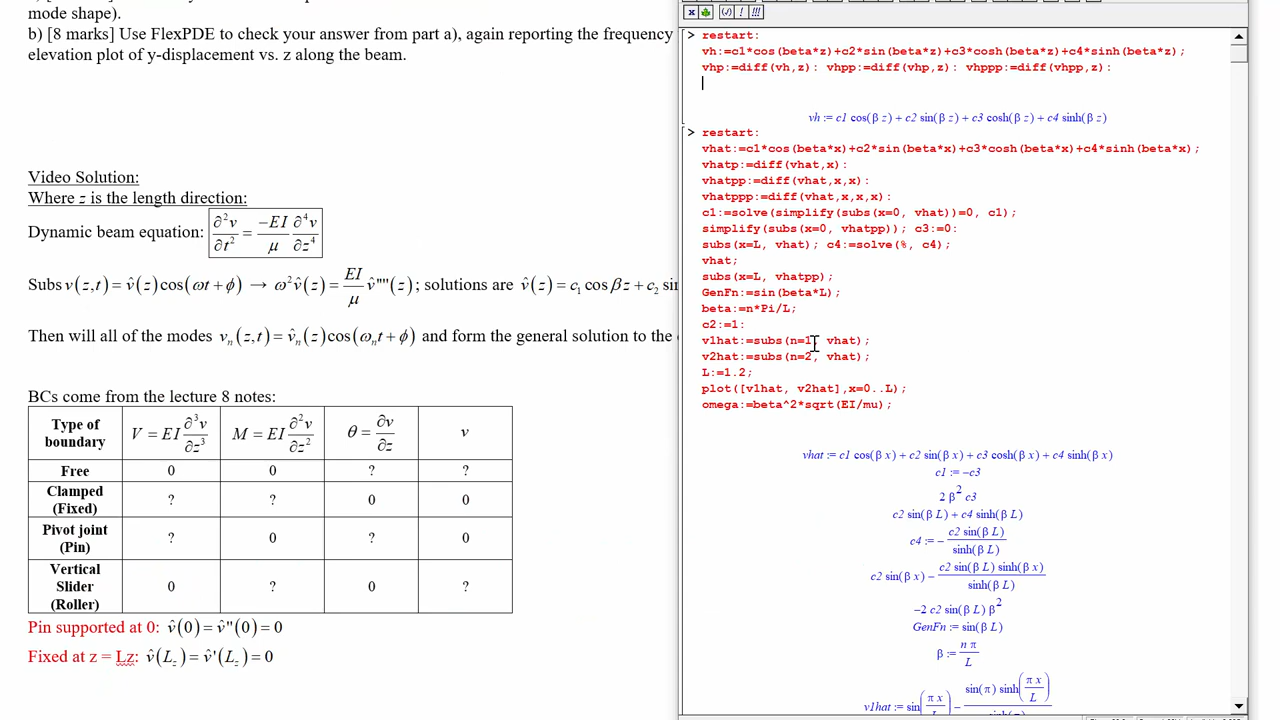 mode shape).
b) [8 marks] Use FlexPDE to check your answer from part a), again reporting the frequency
elevation plot of y-displacement vs. z along the beam.
Video Solution:
Where z is the length direction:
Dynamic beam equation: ∂²v/∂t² = −EI/μ ∂⁴v/∂z⁴
Subs v(z,t) = v̂(z)cos(ωt+ϕ) → ω²v̂(z) = EI/μ v̂''''(z); solutions are v̂(z) = c₁ cos βz + c₂ sin
Then will all of the modes vₙ(z,t) = v̂ₙ(z)cos(ωₙt+ϕ) and form the general solution to the
BCs come from the lecture 8 notes:
Type of boundary V = EI ∂³v/∂z³ M = EI ∂²v/∂z² θ = ∂v/∂z v
Free 0 0 ? ?
Clamped (Fixed) ? ? 0 0
Pivot joint (Pin) ? 0 ? 0
Vertical Slider (Roller) 0 ? 0 ?
Pin supported at 0: v̂(0) = v̂''(0) = 0
Fixed at z = Lz: v̂(L_z) = v̂'(L_z) = 0
x (!) ! !!!
> restart:
vh:=c1*cos(beta*z)+c2*sin(beta*z)+c3*cosh(beta*z)+c4*sinh(beta*z);
vhp:=diff(vh,z): vhpp:=diff(vhp,z): vhppp:=diff(vhpp,z):
vh := c1 cos(β z) + c2 sin(β z) + c3 cosh(β z) + c4 sinh(β z)
> restart:
vhat:=c1*cos(beta*x)+c2*sin(beta*x)+c3*cosh(beta*x)+c4*sinh(beta*x);
vhatp:=diff(vhat,x):
vhatpp:=diff(vhat,x,x):
vhatppp:=diff(vhat,x,x,x):
c1:=solve(simplify(subs(x=0, vhat))=0, c1);
simplify(subs(x=0, vhatpp)); c3:=0:
subs(x=L, vhat); c4:=solve(%, c4);
vhat;
subs(x=L, vhatpp);
GenFn:=sin(beta*L);
beta:=n*Pi/L;
c2:=1:
v1hat:=subs(n=1, vhat);
v2hat:=subs(n=2, vhat);
L:=1.2;
plot([v1hat, v2hat],x=0..L);
omega:=beta^2*sqrt(EI/mu);
vhat := c1 cos(β x) + c2 sin(β x) + c3 cosh(β x) + c4 sinh(β x)
c1 := −c3
2 β² c3
c2 sin(β L) + c4 sinh(β L)
c4 := − c2 sin(β L) / sinh(β L)
c2 sin(β x) − c2 sin(β L) sinh(β x) / sinh(β L)
−2 c2 sin(β L) β²
GenFn := sin(β L)
β := n π / L
v1hat := sin(π x / L) − sin(π) sinh(π x / L)